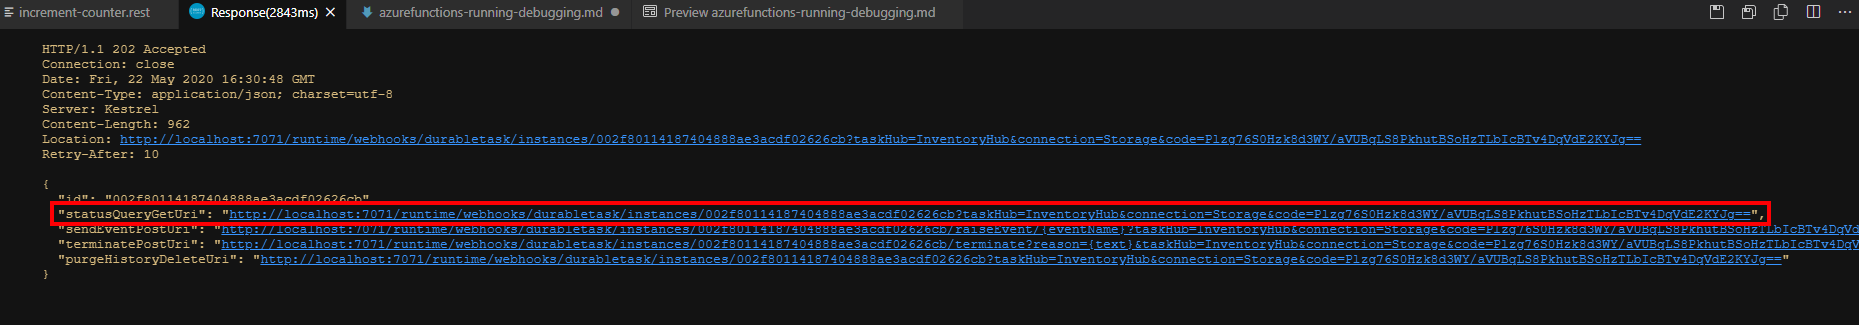 increment-counter.rest Response(2843ms) azurefunctions-running-debugging.md Preview azurefunctions-running-debugging.md
HTTP/1.1 202 Accepted
Connection: close
Date: Fri, 22 May 2020 16:30:48 GMT
Content-Type: application/json; charset=utf-8
Server: Kestrel
Content-Length: 962
Location: http://localhost:7071/runtime/webhooks/durabletask/instances/002f80114187404888ae3acdf02626cb?taskHub=InventoryHub&connection=Storage&code=Plzg76S0Hzk8d3WY/aVUBqLS8PkhutBSoHzTLbIcBTv4DqVdE2KYJg==
Retry-After: 10
{
"id": "002f80114187404888ae3acdf02626cb"
"statusQueryGetUri": "http://localhost:7071/runtime/webhooks/durabletask/instances/002f80114187404888ae3acdf02626cb?taskHub=InventoryHub&connection=Storage&code=Plzg76S0Hzk8d3WY/aVUBqLS8PkhutBSoHzTLbIcBTv4DqVdE2KYJg==",
"sendEventPostUri": "http://localhost:7071/runtime/webhooks/durabletask/instances/002f80114187404888ae3acdf02626cb/raiseEvent/{eventName}?taskHub=InventoryHub&connection=Storage&code=Plzg76S0Hzk8d3WY/aVUBqLS8PkhutBSoHzTLbIcBTv4DqVd
"terminatePostUri": "http://localhost:7071/runtime/webhooks/durabletask/instances/002f80114187404888ae3acdf02626cb/terminate?reason={text}&taskHub=InventoryHub&connection=Storage&code=Plzg76S0Hzk8d3WY/aVUBqLS8PkhutBSoHzTLbIcBTv4DqV
"purgeHistoryDeleteUri": "http://localhost:7071/runtime/webhooks/durabletask/instances/002f80114187404888ae3acdf02626cb?taskHub=InventoryHub&connection=Storage&code=Plzg76S0Hzk8d3WY/aVUBqLS8PkhutBSoHzTLbIcBTv4DqVdE2KYJg=="
}